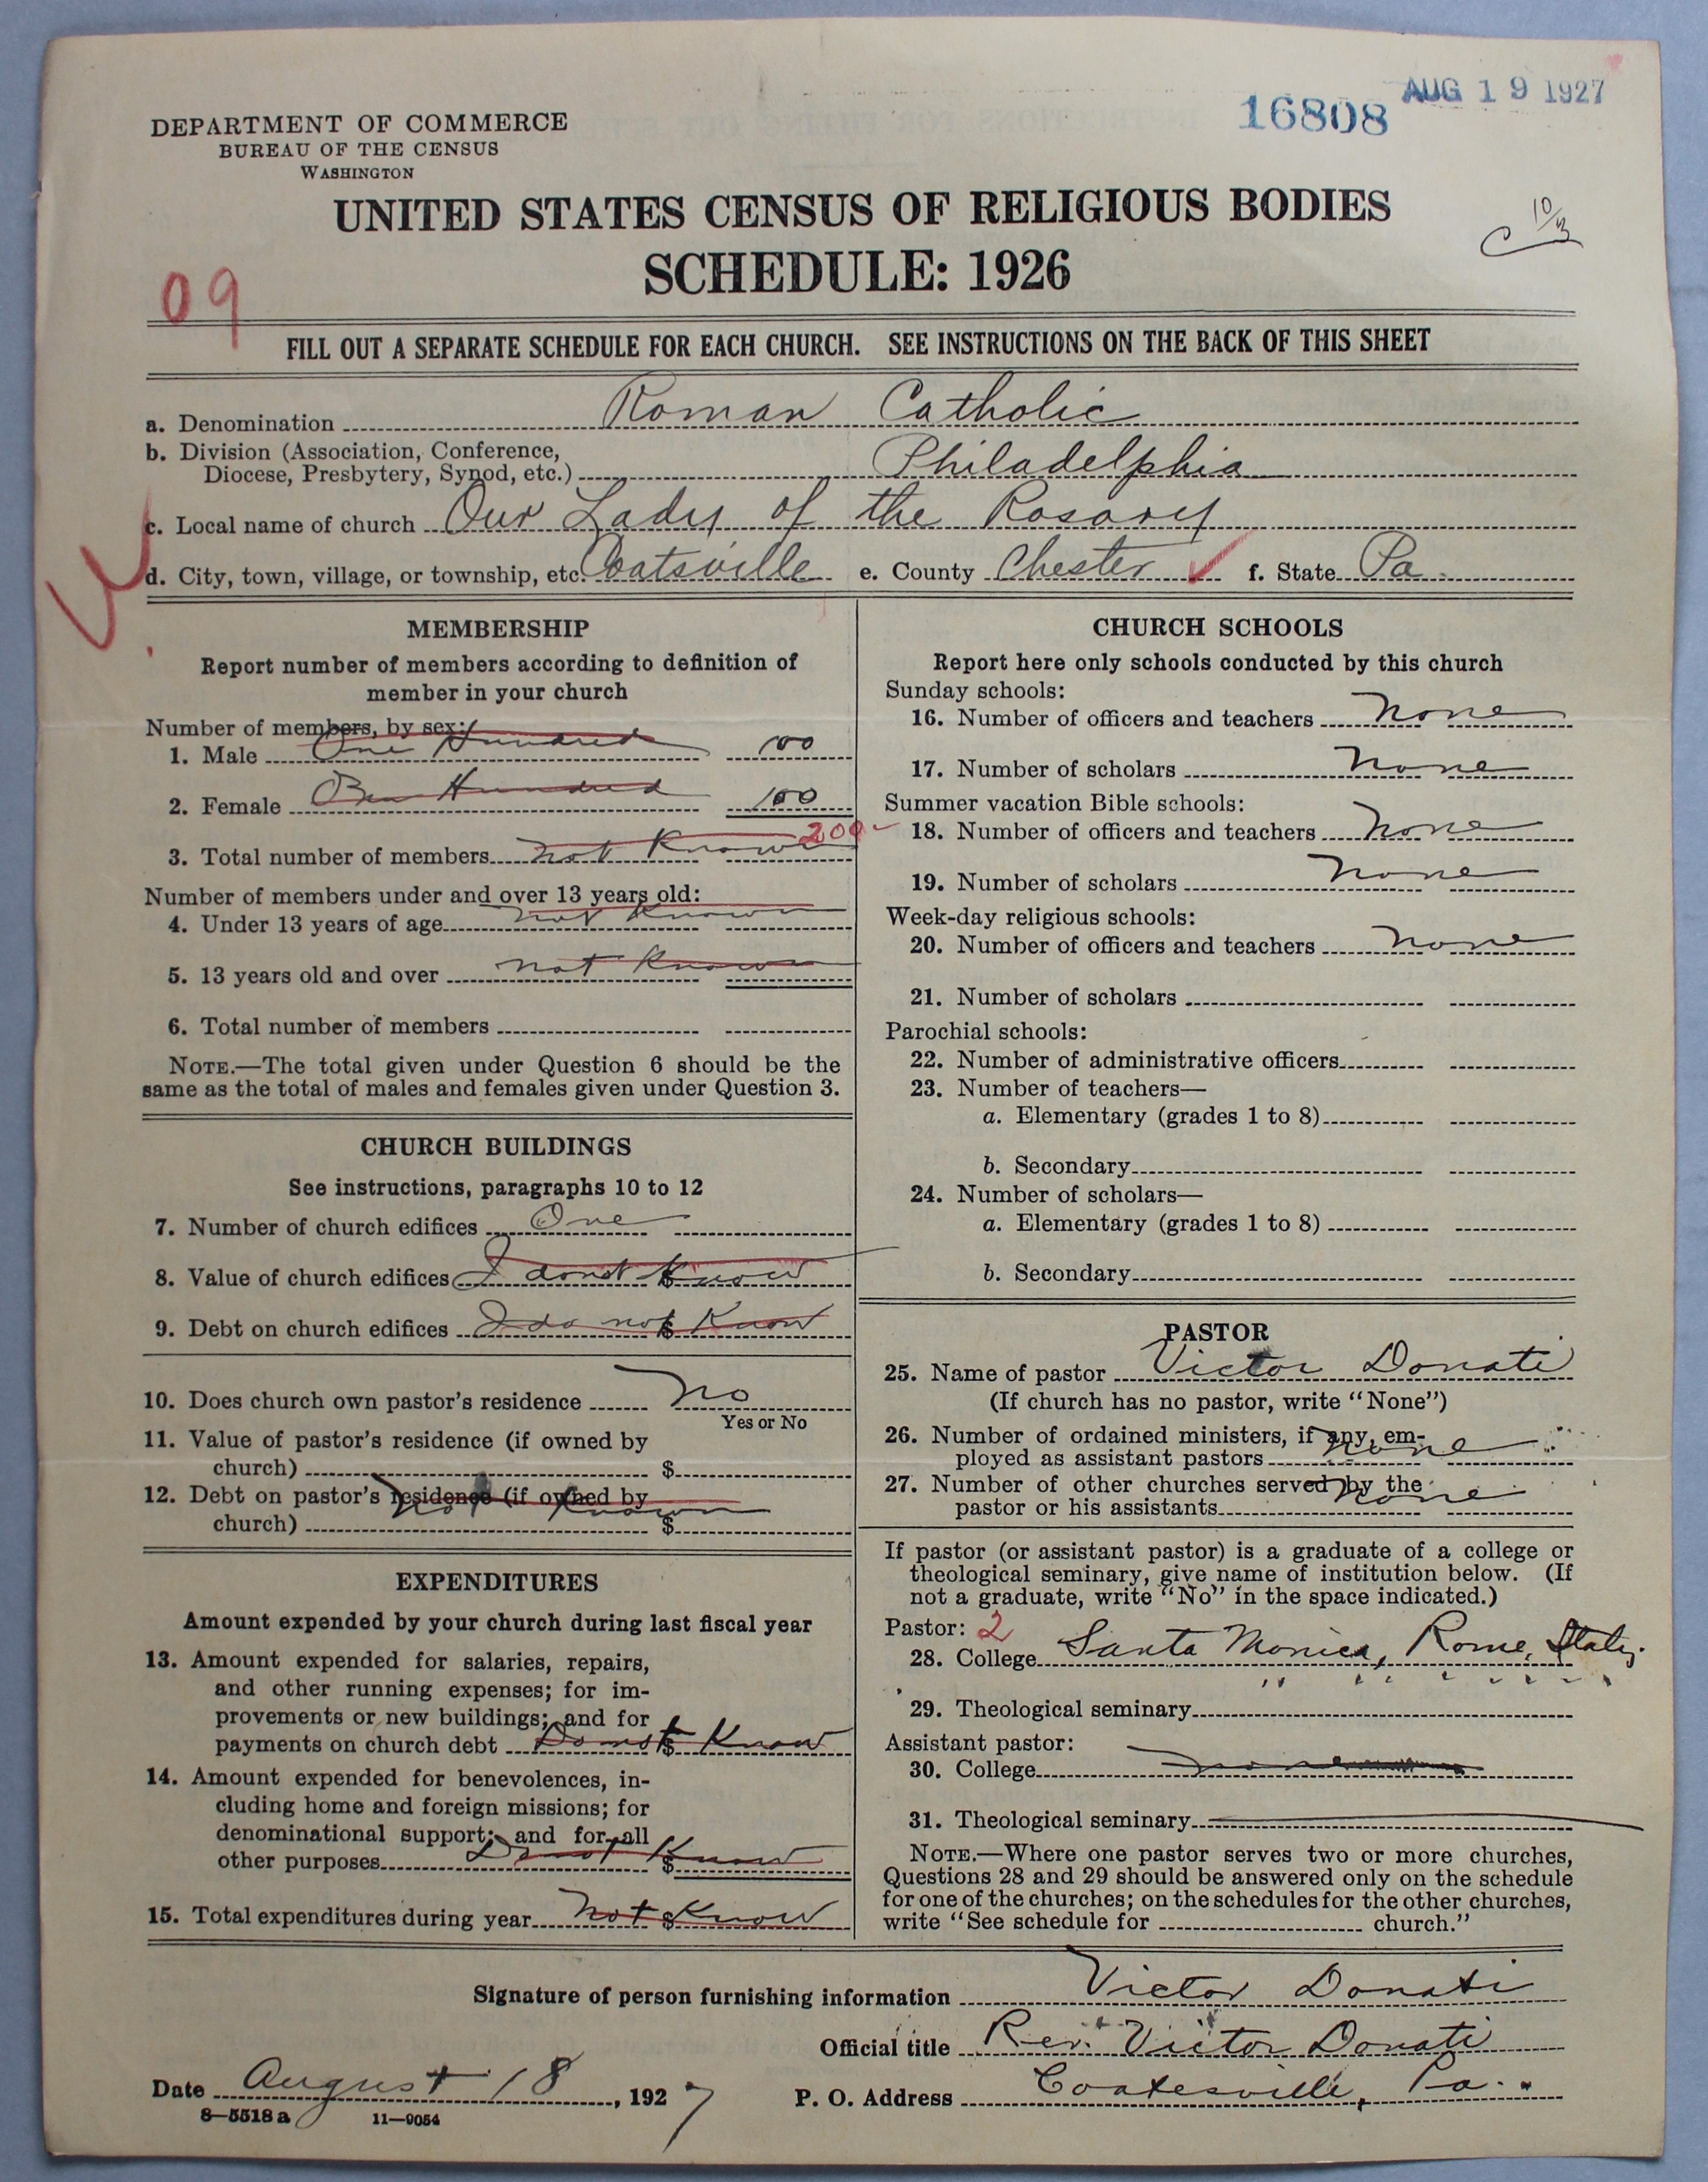 AUG 19 1927
16808
DEPARTMENT OF COMMERCE
BUREAU OF THE CENSUS
WASHINGTON
UNITED STATES CENSUS OF RELIGIOUS BODIES
SCHEDULE: 1926
10/3
C
09
FILL OUT A SEPARATE SCHEDULE FOR EACH CHURCH. SEE INSTRUCTIONS ON THE BACK OF THIS SHEET
a. Denomination Roman Catholic
b. Division (Association, Conference,
Diocese, Presbytery, Synod, etc.) Philadelphia
c. Local name of church Our Lady of the Rosary
d. City, town, village, or township, etc. Coatsville e. County Chester f. State Pa.
MEMBERSHIP
Report number of members according to definition of
member in your church
Number of members, by sex:
1. Male One Hundred 100
2. Female One Hundred 100
3. Total number of members not Known 200
Number of members under and over 13 years old:
4. Under 13 years of age not Known
5. 13 years old and over not Known
6. Total number of members
NOTE.—The total given under Question 6 should be the
same as the total of males and females given under Question 3.
CHURCH BUILDINGS
See instructions, paragraphs 10 to 12
7. Number of church edifices One
8. Value of church edifices I donot $ Know
9. Debt on church edifices I do not $ Know
10. Does church own pastor's residence No
Yes or No
11. Value of pastor's residence (if owned by
church) $
12. Debt on pastor's residence (if owned by
church) Not Known $
EXPENDITURES
Amount expended by your church during last fiscal year
13. Amount expended for salaries, repairs,
and other running expenses; for im-
provements or new buildings; and for
payments on church debt Do not $ Know
14. Amount expended for benevolences, in-
cluding home and foreign missions; for
denominational support; and for all
other purposes Do not $ Know
15. Total expenditures during year Not $ Know
CHURCH SCHOOLS
Report here only schools conducted by this church
Sunday schools:
16. Number of officers and teachers None
17. Number of scholars None
Summer vacation Bible schools:
18. Number of officers and teachers None
19. Number of scholars None
Week-day religious schools:
20. Number of officers and teachers None
21. Number of scholars
Parochial schools:
22. Number of administrative officers
23. Number of teachers—
a. Elementary (grades 1 to 8)
b. Secondary
24. Number of scholars—
a. Elementary (grades 1 to 8)
b. Secondary
PASTOR
25. Name of pastor Victor Donati
(If church has no pastor, write "None")
26. Number of ordained ministers, if any, em-
ployed as assistant pastors None
27. Number of other churches served by the
pastor or his assistants None
If pastor (or assistant pastor) is a graduate of a college or
theological seminary, give name of institution below. (If
not a graduate, write "No" in the space indicated.)
Pastor: 2
28. College Santa Monica, Rome, Italy.
29. Theological seminary
Assistant pastor:
30. College none
31. Theological seminary
NOTE.—Where one pastor serves two or more churches,
Questions 28 and 29 should be answered only on the schedule
for one of the churches; on the schedules for the other churches,
write "See schedule for church."
Signature of person furnishing information Victor Donati
Official title Rev. Victor Donati
Date August 18, 1927 P. O. Address Coatesville, Pa.
8—5518 a 11—9054